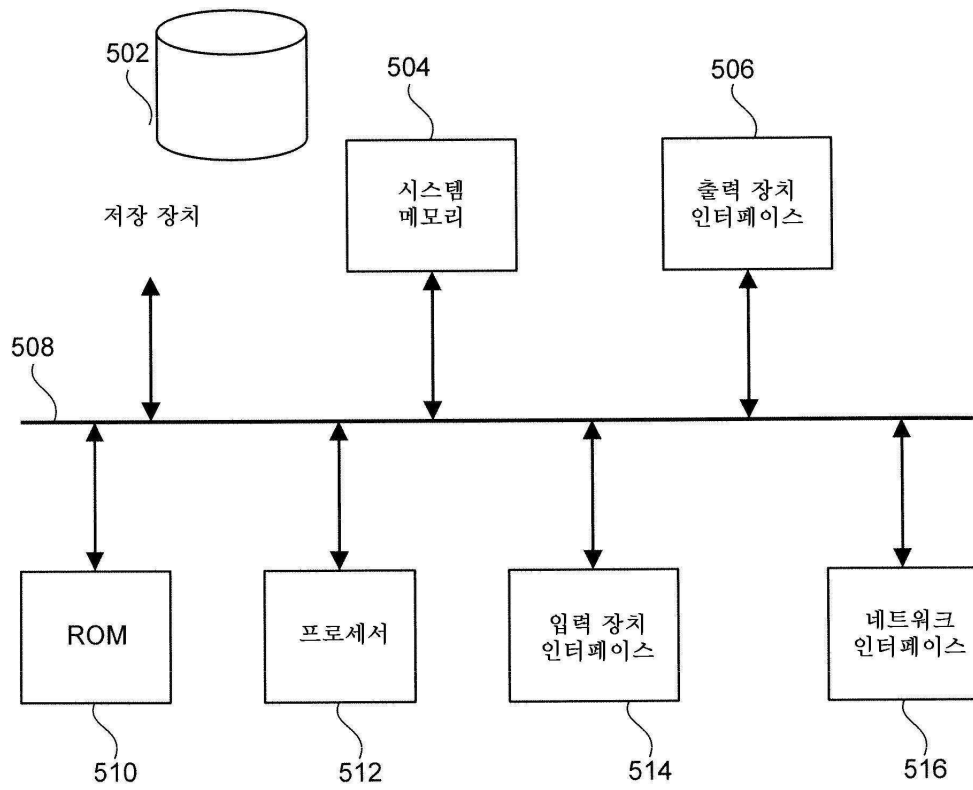 502
504
506
시스템
메모리
출력 장치
인터페이스
저장 장치
508
ROM
프로세서
입력 장치
인터페이스
네트워크
인터페이스
510
512
514
516